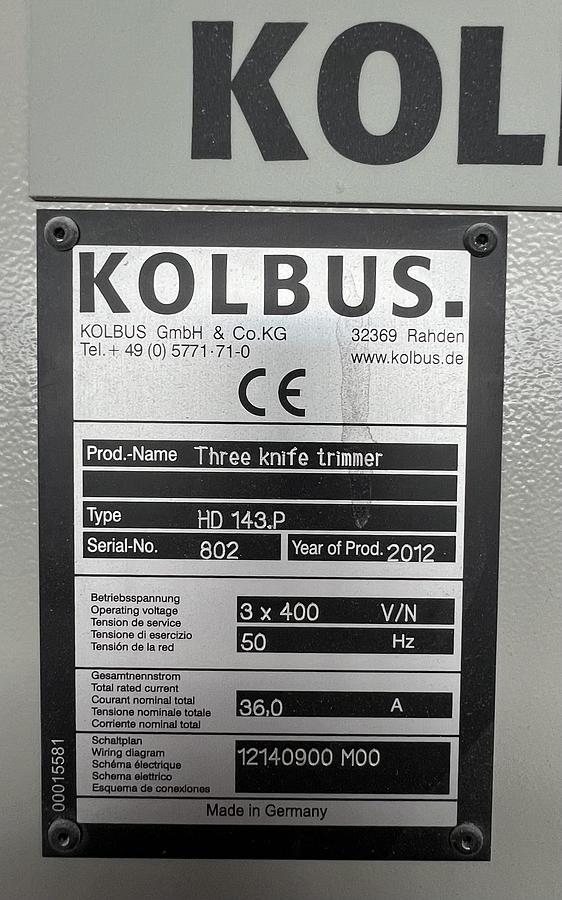 KOL
KOLBUS.
KOLBUS GmbH & Co.KG 32369 Rahden
Tel.+ 49 (0) 5771·71-0 www.kolbus.de
CE
Prod.-Name Three knife trimmer
Type HD 143.P
Serial-No. 802 Year of Prod. 2012
Betriebsspannung
Operating voltage 3 x 400 V/N
Tension de service
Tensione di esercizio 50 Hz
Tensión de la red
Gesamtnennstrom
Total rated current
Courant nominal total 36,0 A
Tensione nominale totale
Corriente nominal total
Schaltplan
Wiring diagram 12140900 M00
Schéma électrique
Schema elettrico
Esquema de conexiones
00015581
Made in Germany